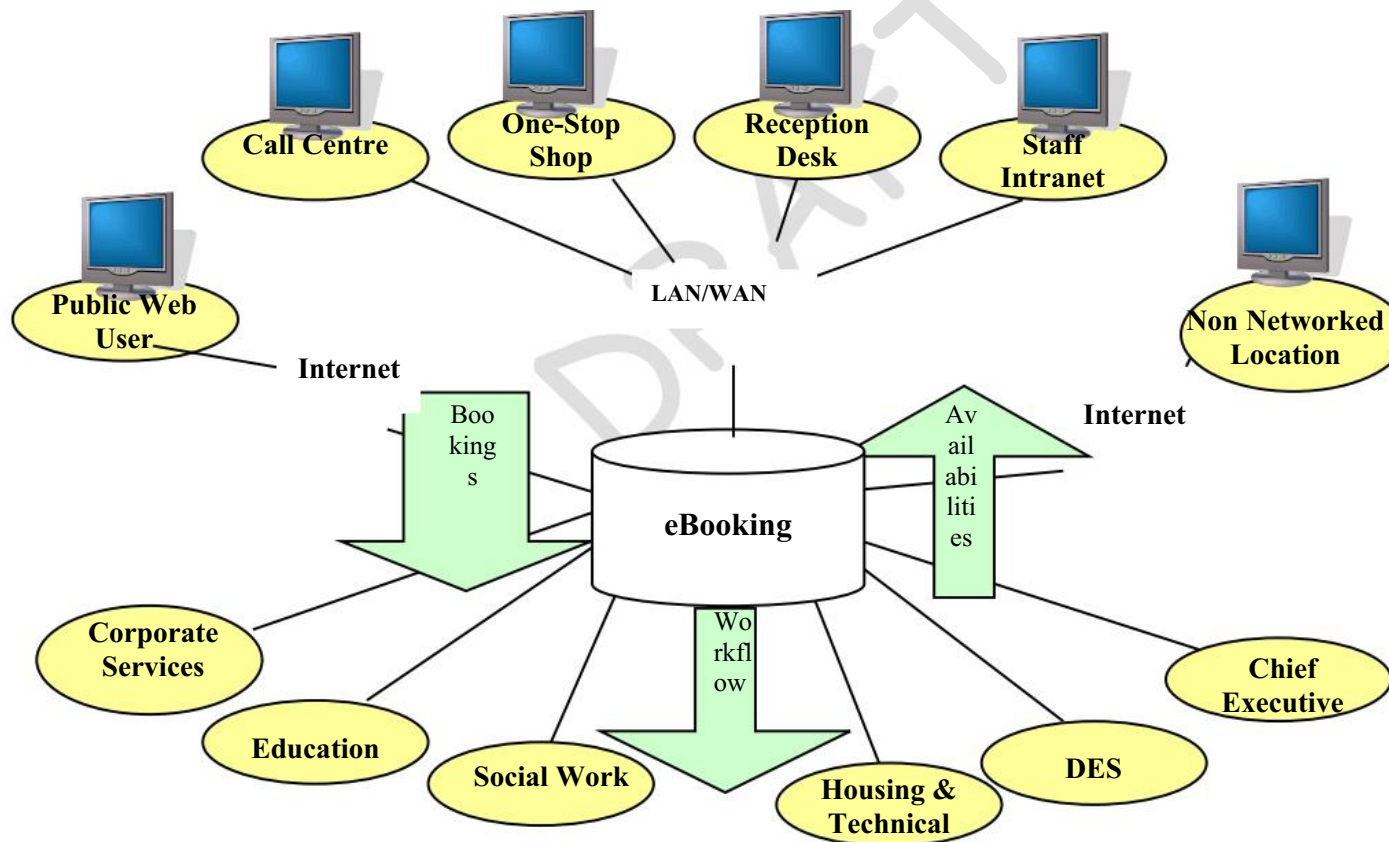 DRAFT
Call Centre
One-Stop
Shop
Reception
Desk
Staff
Intranet
Public Web
User
LAN/WAN
Non Networked
Location
Internet
Internet
Boo
king
s
Av
ail
abi
liti
es
eBooking
Wo
rkfl
ow
Corporate
Services
Education
Social Work
Housing &
Technical
DES
Chief
Executive